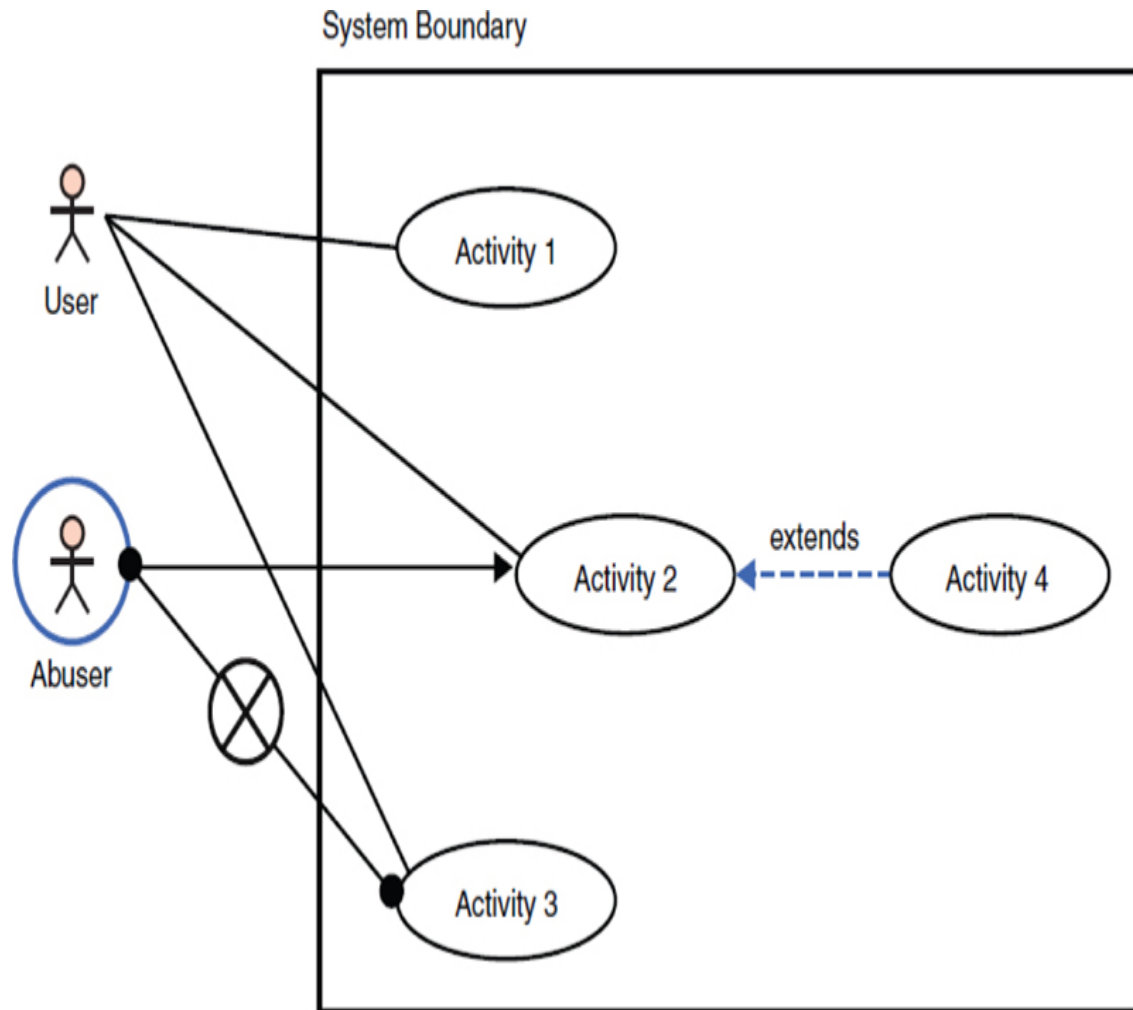 System Boundary
User
Activity 1
Abuser
Activity 2
extends
Activity 4
Activity 3